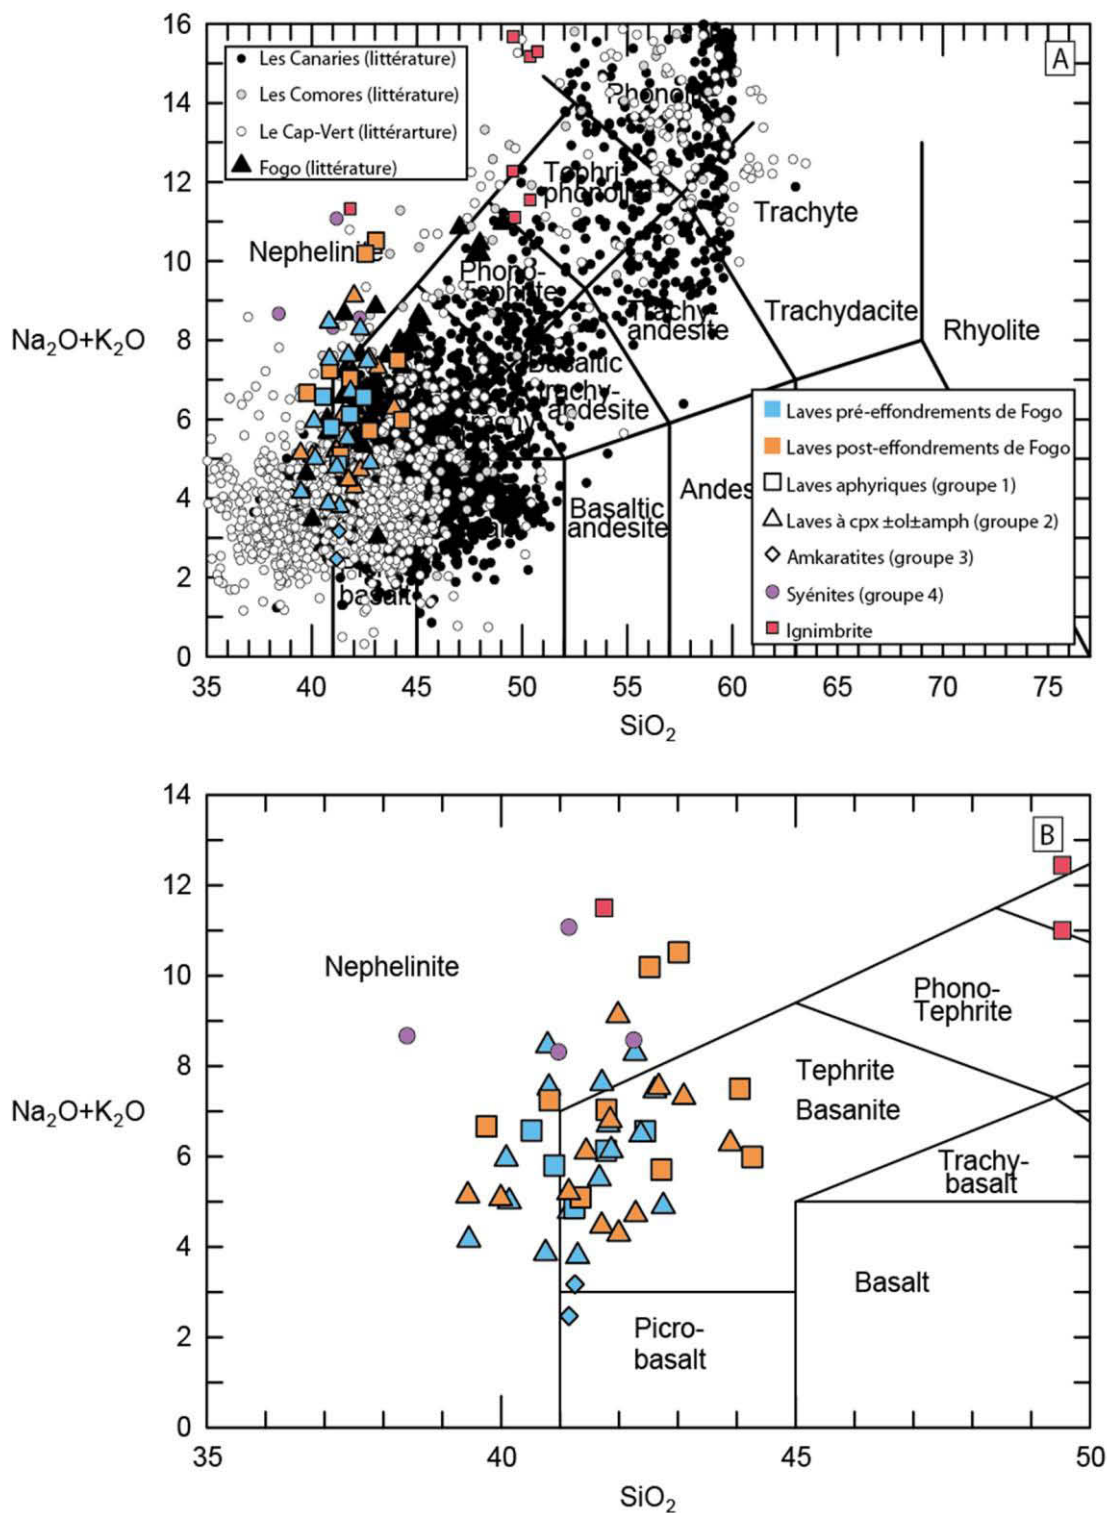 16
14
12
10
8
6
4
2
0
Na₂O+K₂O
A
Les Canaries (littérature)
Les Comores (littérature)
Le Cap-Vert (littérarture)
Fogo (littérature)
Nephelinite
Tephri-
Phono-
Trachyte
Trachydacite
Rhyolite
andesite
Basaltic
trachy-
andesite
Basaltic
andesite
basalt
Laves pré-effondrements de Fogo
Laves post-effondrements de Fogo
Laves aphyriques (groupe 1)
Laves à cpx ±ol±amph (groupe 2)
Amkaratites (groupe 3)
Syénites (groupe 4)
Ignimbrite
35 40 45 50 55 60 65 70 75
SiO₂
14
12
10
8
6
4
2
0
Na₂O+K₂O
B
Nephelinite
Phono-
Tephrite
Tephrite
Basanite
Trachy-
basalt
Basalt
Picro-
basalt
35 40 45 50
SiO₂